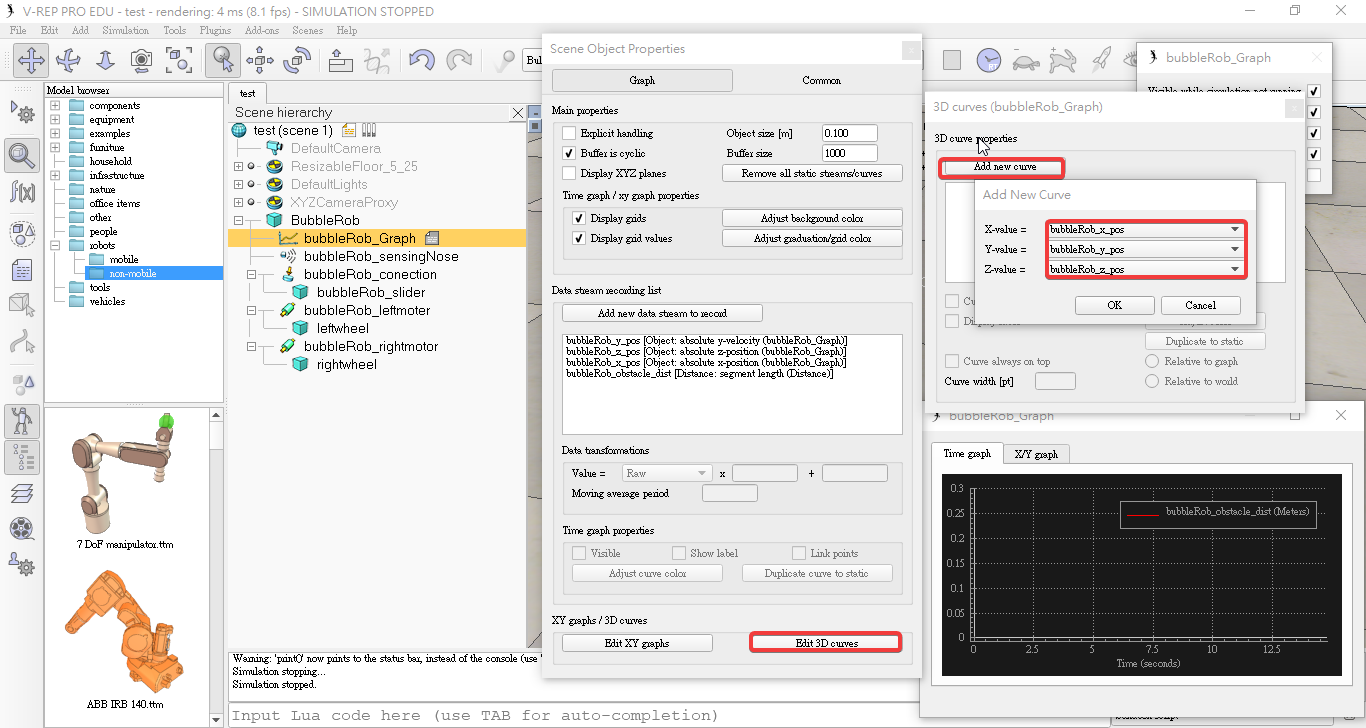 V-REP PRO EDU - test - rendering: 4 ms (8.1 fps) - SIMULATION STOPPED
File Edit Add Simulation Tools Plugins Add-ons Scenes Help
Model browser
components
equipment
examples
furniture
household
infrastructure
nature
office items
other
people
robots
mobile
non-mobile
tools
vehicles
7 DoF manipulator.ttm
ABB IRB 140.ttm
test
Scene hierarchy
test (scene 1)
DefaultCamera
ResizableFloor_5_25
DefaultLights
XYZCameraProxy
BubbleRob
bubbleRob_Graph
bubbleRob_sensingNose
bubbleRob_conection
bubbleRob_slider
bubbleRob_leftmoter
leftwheel
bubbleRob_rightmotor
rightwheel
Warning: 'print()' now prints to the status bar, instead of the console (use '
Simulation stopping...
Simulation stopped.
Input Lua code here (use TAB for auto-completion)
Scene Object Properties
Graph Common
Main properties
Explicit handling Object size [m] 0.100
Buffer is cyclic Buffer size 1000
Display XYZ planes Remove all static streams/curves
Time graph / xy graph properties
Display grids Adjust background color
Display grid values Adjust graduation/grid color
Data stream recording list
Add new data stream to record
bubbleRob_y_pos [Object: absolute y-velocity (bubbleRob_Graph)]
bubbleRob_z_pos [Object: absolute z-position (bubbleRob_Graph)]
bubbleRob_x_pos [Object: absolute x-position (bubbleRob_Graph)]
bubbleRob_obstacle_dist [Distance: segment length (Distance)]
Data transformations
Value = Raw x +
Moving average period
Time graph properties
Visible Show label Link points
Adjust curve color Duplicate curve to static
XY graphs / 3D curves
Edit XY graphs Edit 3D curves
bubbleRob_Graph
Visible while simulation not running
3D curves (bubbleRob_Graph)
3D curve properties
Add new curve
Add New Curve
X-value = bubbleRob_x_pos
Y-value = bubbleRob_y_pos
Z-value = bubbleRob_z_pos
OK Cancel
Duplicate to static
Curve always on top Relative to graph
Curve width [pt] Relative to world
bubbleRob_Graph
Time graph X/Y graph
bubbleRob_obstacle_dist (Meters)
0.3
0.25
0.2
0.15
0.1
0.05
0
0 2.5 5 7.5 10 12.5
Time (seconds)